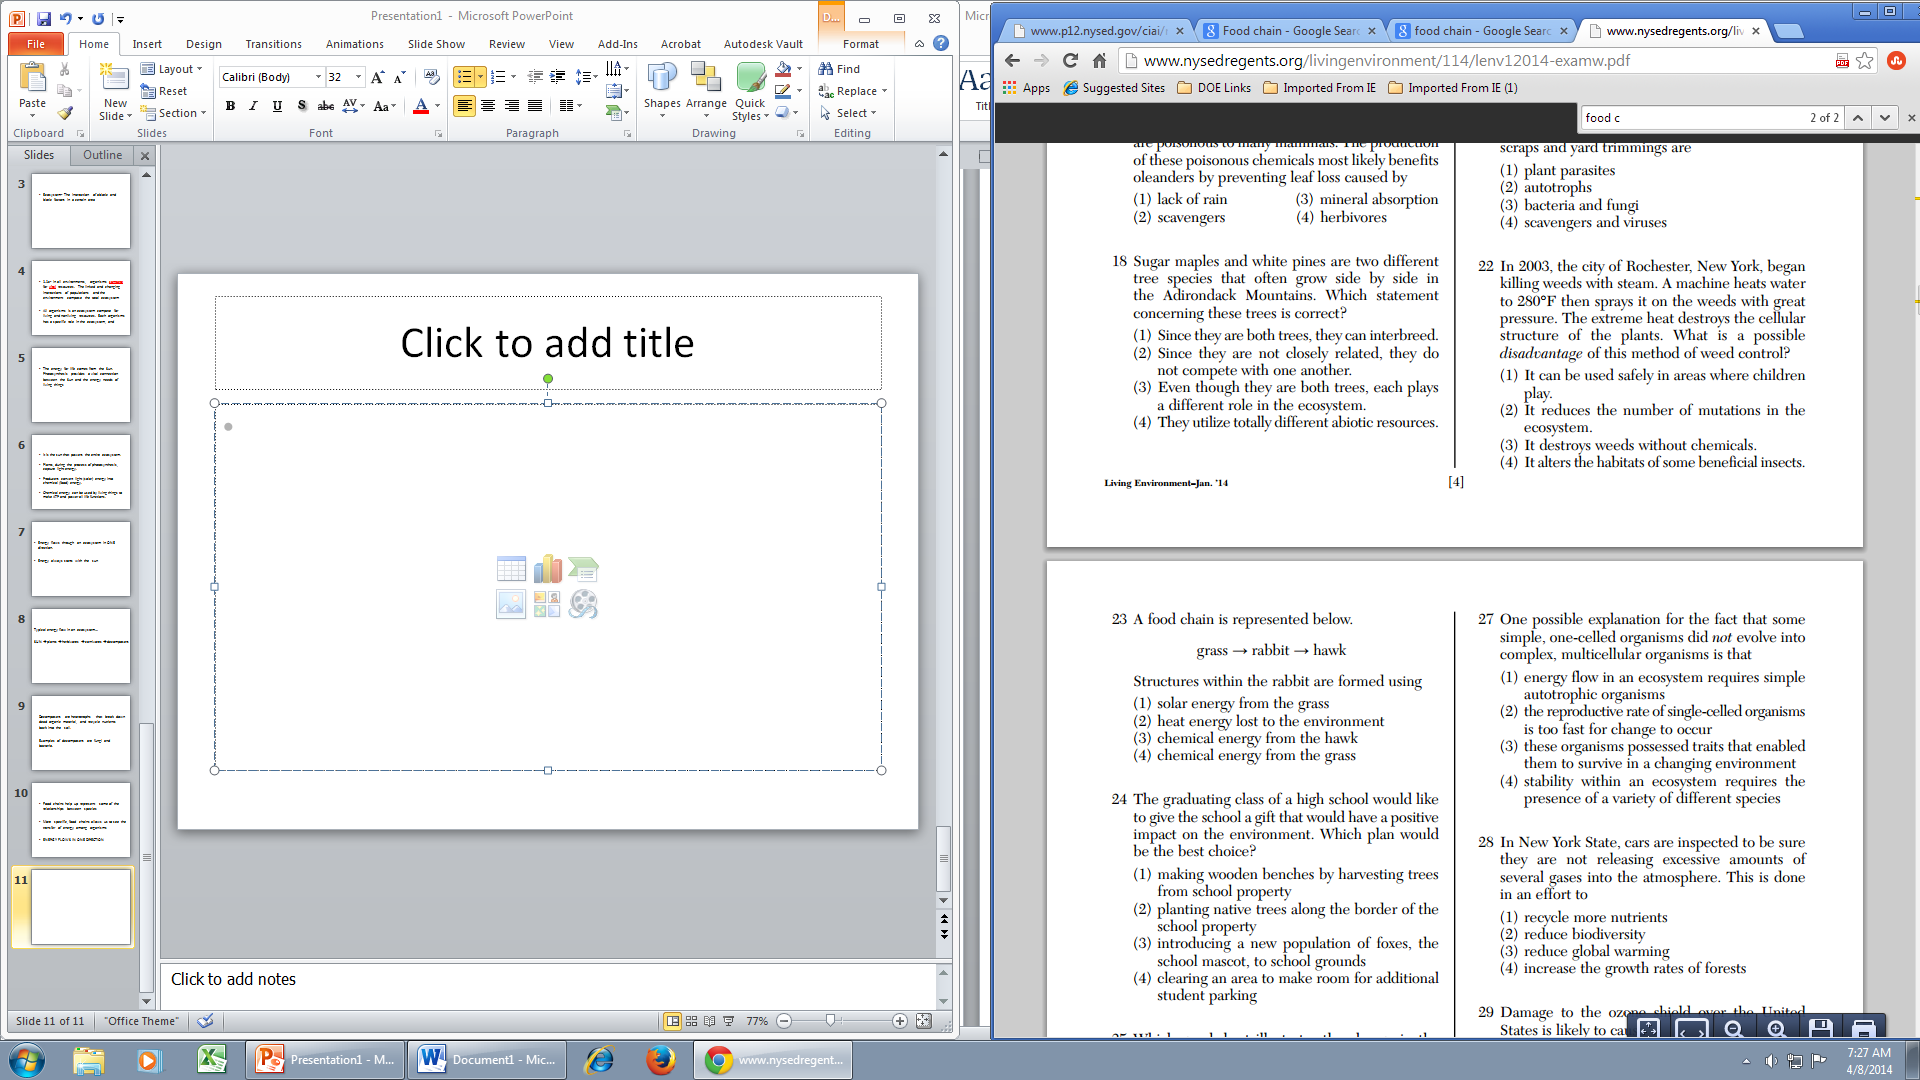 Presentation1 - Microsoft PowerPoint
File Home Insert Design Transitions Animations Slide Show Review View Add-Ins Acrobat Autodesk Vault Format
Paste
Clipboard
New Slide
Layout
Reset
Section
Slides
Calibri (Body) 32
Font
Paragraph
Shapes
Arrange
Quick Styles
Drawing
Find
Replace
Select
Editing
Slides Outline
3
4
5
6
7
8
9
10
11
Click to add title
Click to add notes
Slide 11 of 11 "Office Theme" 77%
www.p12.nysed.gov/ciai/
Food chain - Google Searc
food chain - Google Searc
www.nysedregents.org/liv
www.nysedregents.org/livingenvironment/114/lenv12014-examw.pdf
Apps Suggested Sites DOE Links Imported From IE Imported From IE (1)
food c 2 of 2
are poisonous to many mammals. The production
of these poisonous chemicals most likely benefits
oleanders by preventing leaf loss caused by
(1) lack of rain (3) mineral absorption
(2) scavengers (4) herbivores
18 Sugar maples and white pines are two different
tree species that often grow side by side in
the Adirondack Mountains. Which statement
concerning these trees is correct?
(1) Since they are both trees, they can interbreed.
(2) Since they are not closely related, they do
not compete with one another.
(3) Even though they are both trees, each plays
a different role in the ecosystem.
(4) They utilize totally different abiotic resources.
scraps and yard trimmings are
(1) plant parasites
(2) autotrophs
(3) bacteria and fungi
(4) scavengers and viruses
22 In 2003, the city of Rochester, New York, began
killing weeds with steam. A machine heats water
to 280°F then sprays it on the weeds with great
pressure. The extreme heat destroys the cellular
structure of the plants. What is a possible
disadvantage of this method of weed control?
(1) It can be used safely in areas where children
play.
(2) It reduces the number of mutations in the
ecosystem.
(3) It destroys weeds without chemicals.
(4) It alters the habitats of some beneficial insects.
Living Environment–Jan. '14 [4]
23 A food chain is represented below.
grass → rabbit → hawk
Structures within the rabbit are formed using
(1) solar energy from the grass
(2) heat energy lost to the environment
(3) chemical energy from the hawk
(4) chemical energy from the grass
24 The graduating class of a high school would like
to give the school a gift that would have a positive
impact on the environment. Which plan would
be the best choice?
(1) making wooden benches by harvesting trees
from school property
(2) planting native trees along the border of the
school property
(3) introducing a new population of foxes, the
school mascot, to school grounds
(4) clearing an area to make room for additional
student parking
27 One possible explanation for the fact that some
simple, one-celled organisms did not evolve into
complex, multicellular organisms is that
(1) energy flow in an ecosystem requires simple
autotrophic organisms
(2) the reproductive rate of single-celled organisms
is too fast for change to occur
(3) these organisms possessed traits that enabled
them to survive in a changing environment
(4) stability within an ecosystem requires the
presence of a variety of different species
28 In New York State, cars are inspected to be sure
they are not releasing excessive amounts of
several gases into the atmosphere. This is done
in an effort to
(1) recycle more nutrients
(2) reduce biodiversity
(3) reduce global warming
(4) increase the growth rates of forests
29 Damage to the ozone shield over the United
States is likely to cau
Presentation1 - M...
Document1 - Mic...
www.nysedregent...
7:27 AM
4/8/2014